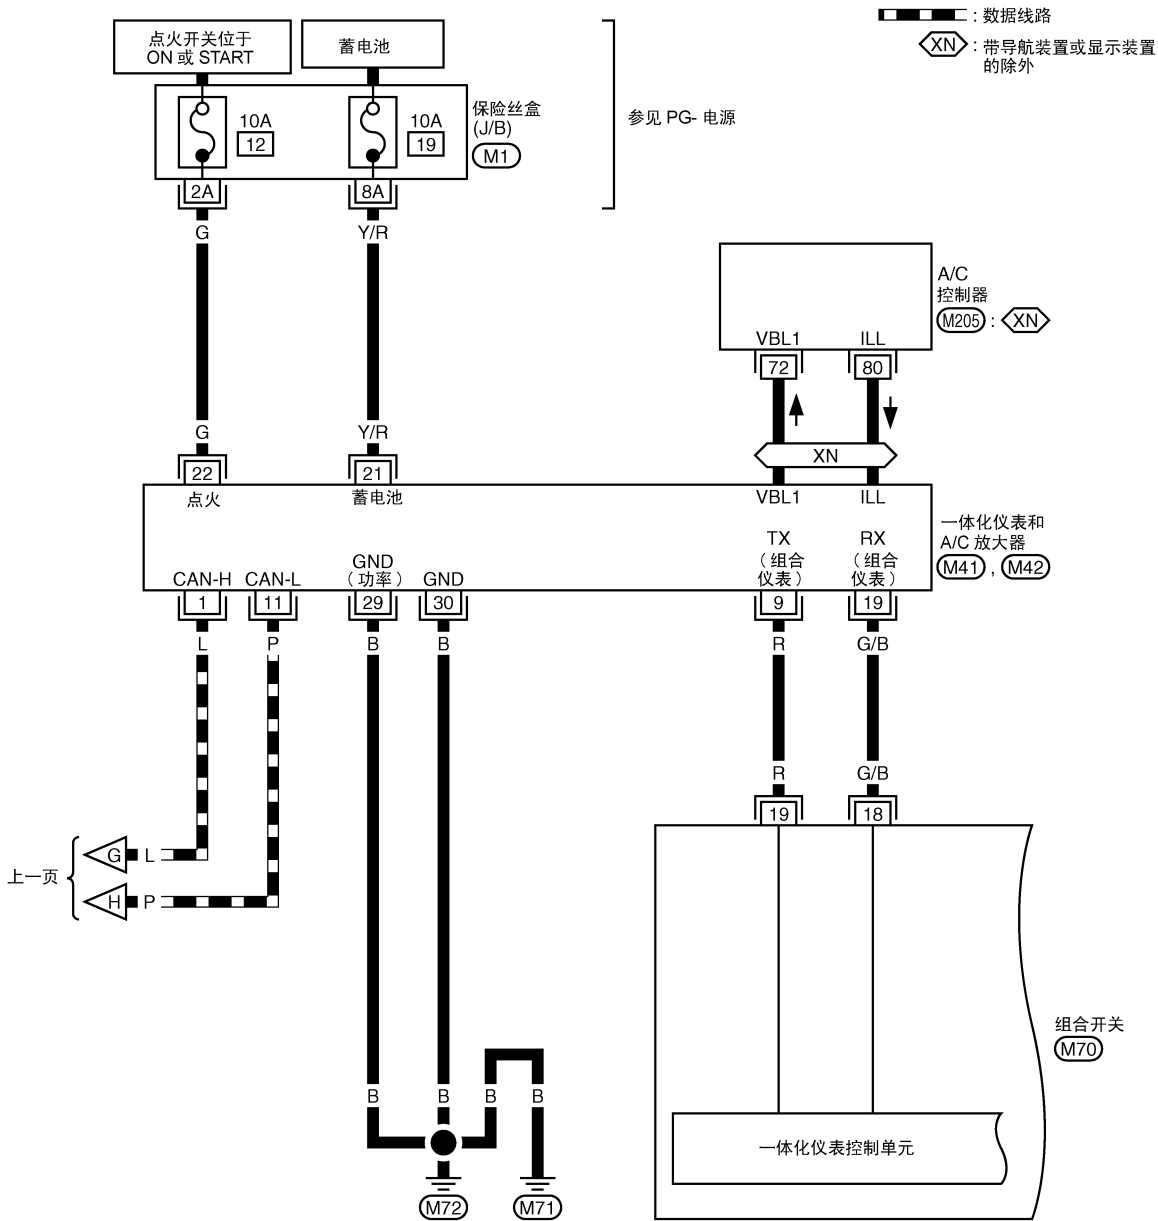 : 数据线路
XN : 带导航装置或显示装置
的除外
点火开关位于
ON 或 START
蓄电池
10A
12
10A
19
保险丝盒
(J/B)
M1
参见 PG- 电源
2A
8A
G
Y/R
A/C
控制器
M205 : XN
VBL1
ILL
72
80
G
Y/R
XN
22
21
点火
蓄电池
VBL1
ILL
一体化仪表和
A/C 放大器
M41 , M42
TX
(组合
仪表)
RX
(组合
仪表)
CAN-H
CAN-L
GND
(功率)
GND
1
11
29
30
9
19
L
P
B
B
R
G/B
R
G/B
19
18
上一页
G
L
H
P
组合开关
M70
B
B
B
B
一体化仪表控制单元
M72
M71